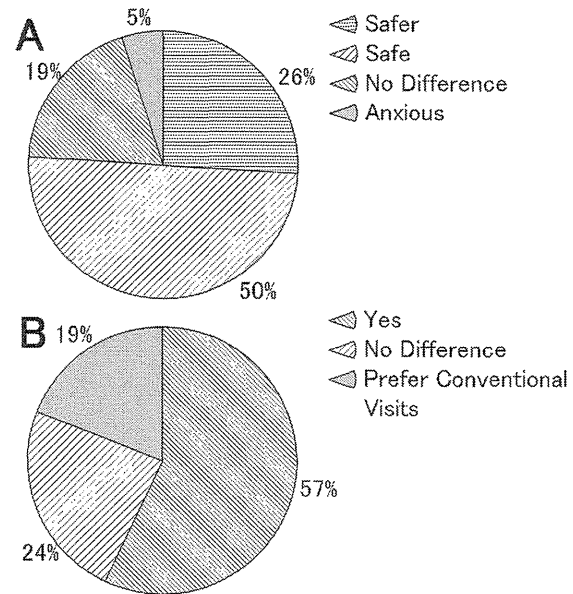 A
5%
19%
26%
50%
Safer
Safe
No Difference
Anxious
B
19%
57%
24%
Yes
No Difference
Prefer Conventional
Visits